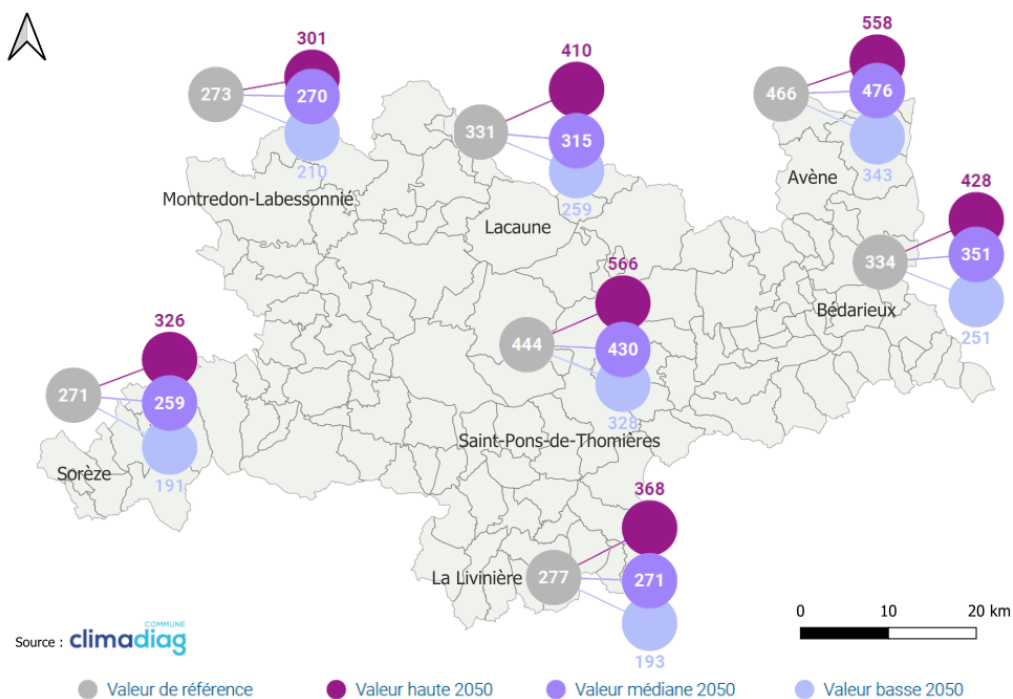 301
273
270
210
Montredon-Labessonnié
410
331
315
259
Lacaune
558
466
476
343
Avène
428
334
351
251
Bédarieux
566
444
430
328
Saint-Pons-de-Thomières
326
271
259
191
Sorèze
368
La Livinière
277
271
193
0 10 20 km
Source : COMMUNE
climadiag
Valeur de référence
Valeur haute 2050
Valeur médiane 2050
Valeur basse 2050